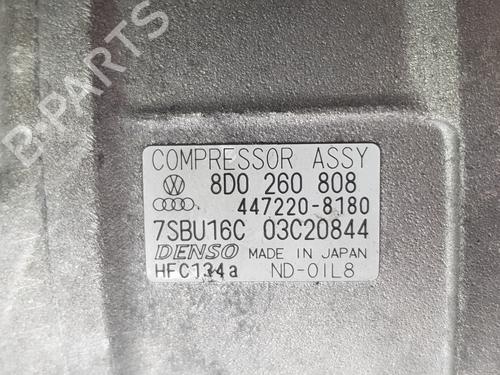 B-PARTS
COMPRESSOR ASSY
8D0 260 808
447220-8180
7SBU16C 03C20844
DENSO MADE IN JAPAN
HFC134a ND-OIL8